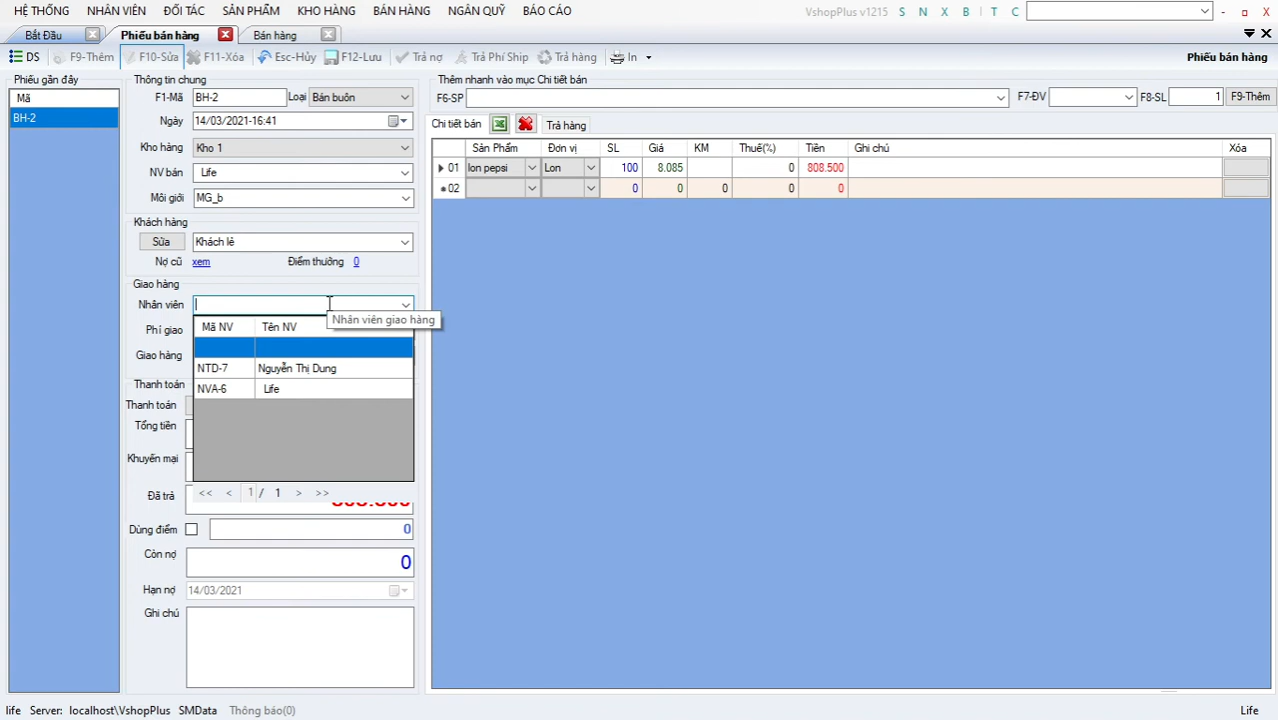 HỆ THỐNG NHÂN VIÊN ĐỐI TÁC SẢN PHẨM KHO HÀNG BÁN HÀNG NGÂN QUỸ BÁO CÁO VshopPlus v1215 S N X B T C
Bắt Đầu Phiếu bán hàng Bán hàng
DS F9-Thêm F10-Sửa F11-Xóa Esc-Hủy F12-Lưu Trả nợ Trả Phí Ship Trả hàng In Phiếu bán hàng
Phiếu gần đây
Mã
BH-2
Thông tin chung
F1-Mã BH-2 Loại Bán buôn
Ngày 14/03/2021-16:41
Kho hàng Kho 1
NV bán Life
Môi giới MG_b
Khách hàng
Sửa Khách lẻ
Nợ cũ xem Điểm thưởng 0
Giao hàng
Nhân viên
Nhân viên giao hàng
Mã NV Tên NV
NTD-7 Nguyễn Thị Dung
NVA-6 Life
<< < 1 / 1 > >>
Phí giao
Giao hàng
Thanh toán
Thanh toán
Tổng tiền
Khuyến mại
Đã trả
Dùng điểm 0
Còn nợ 0
Hạn nợ 14/03/2021
Ghi chú
Thêm nhanh vào mục Chi tiết bán
F6-SP F7-ĐV F8-SL 1 F9-Thêm
Chi tiết bán Trả hàng
Sản Phẩm Đơn vị SL Giá KM Thuế(%) Tiền Ghi chú Xóa
01 lon pepsi Lon 100 8.085 0 808.500
02 0 0 0 0 0
life Server: localhost\VshopPlus SMData Thông báo(0) Life